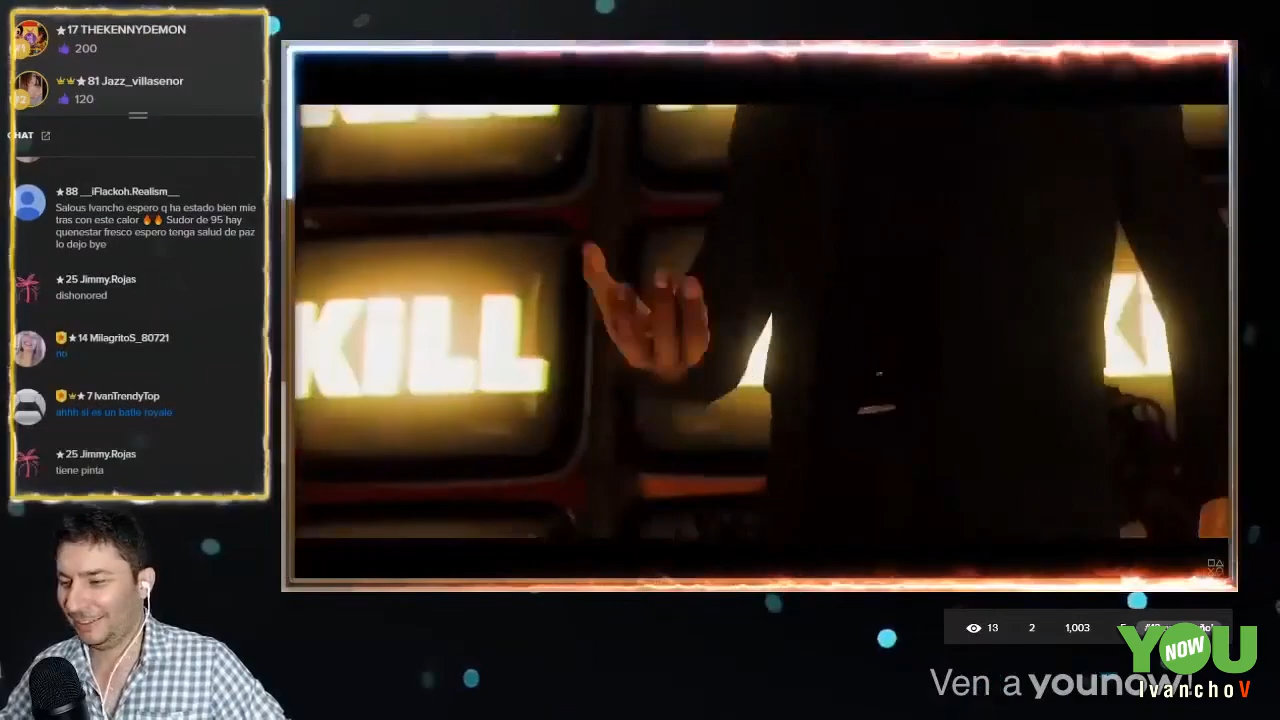 ★17 THEKENNYDEMON
200
★81 Jazz_villasenor
120
CHAT
★88 __iFlackoh.Realism__
Salous Ivancho espero q ha estado bien mie
tras con este calor 🔥🔥 Sudor de 95 hay
quenestar fresco espero tenga salud de paz
lo dejo bye
★25 Jimmy.Rojas
dishonored
★14 MilagritoS_80721
no
★7 IvanTrendyTop
ahhh si es un batle royale
★25 Jimmy.Rojas
tiene pinta
KILL
13 2 1,003
YOU
NOW
Ven a younow!
IvanchoV